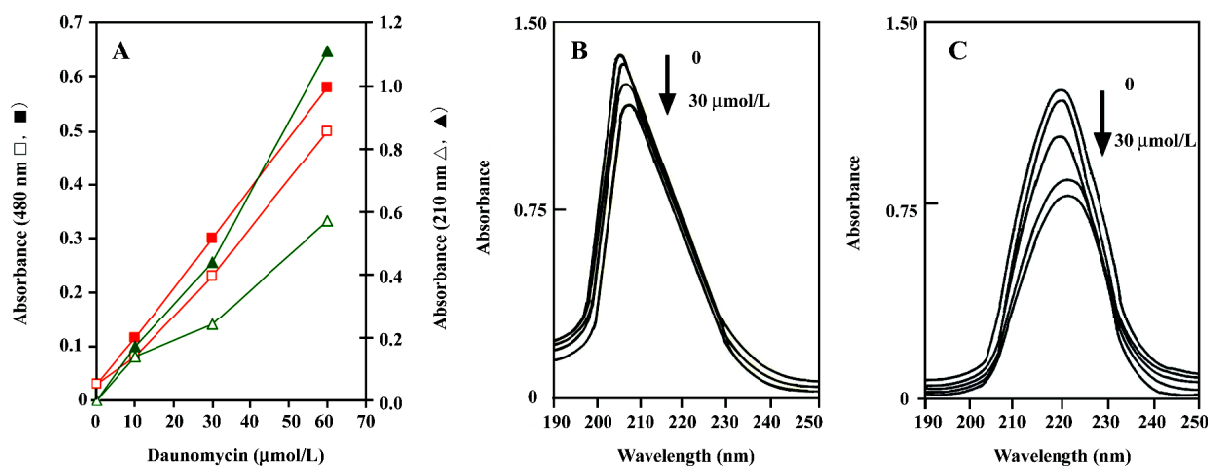 A
0.7
0.6
0.5
0.4
0.3
0.2
0.1
0
Absorbance (480 nm □, ■)
1.2
1.0
0.8
0.6
0.4
0.2
0.0
Absorbance (210 nm △, ▲)
0 10 20 30 40 50 60 70
Daunomycin (μmol/L)
B
1.50
0.75
0
Absorbance
0
30 μmol/L
190 200 210 220 230 240 250
Wavelength (nm)
C
1.50
0.75
0
Absorbance
0
30 μmol/L
190 200 210 220 230 240 250
Wavelength (nm)